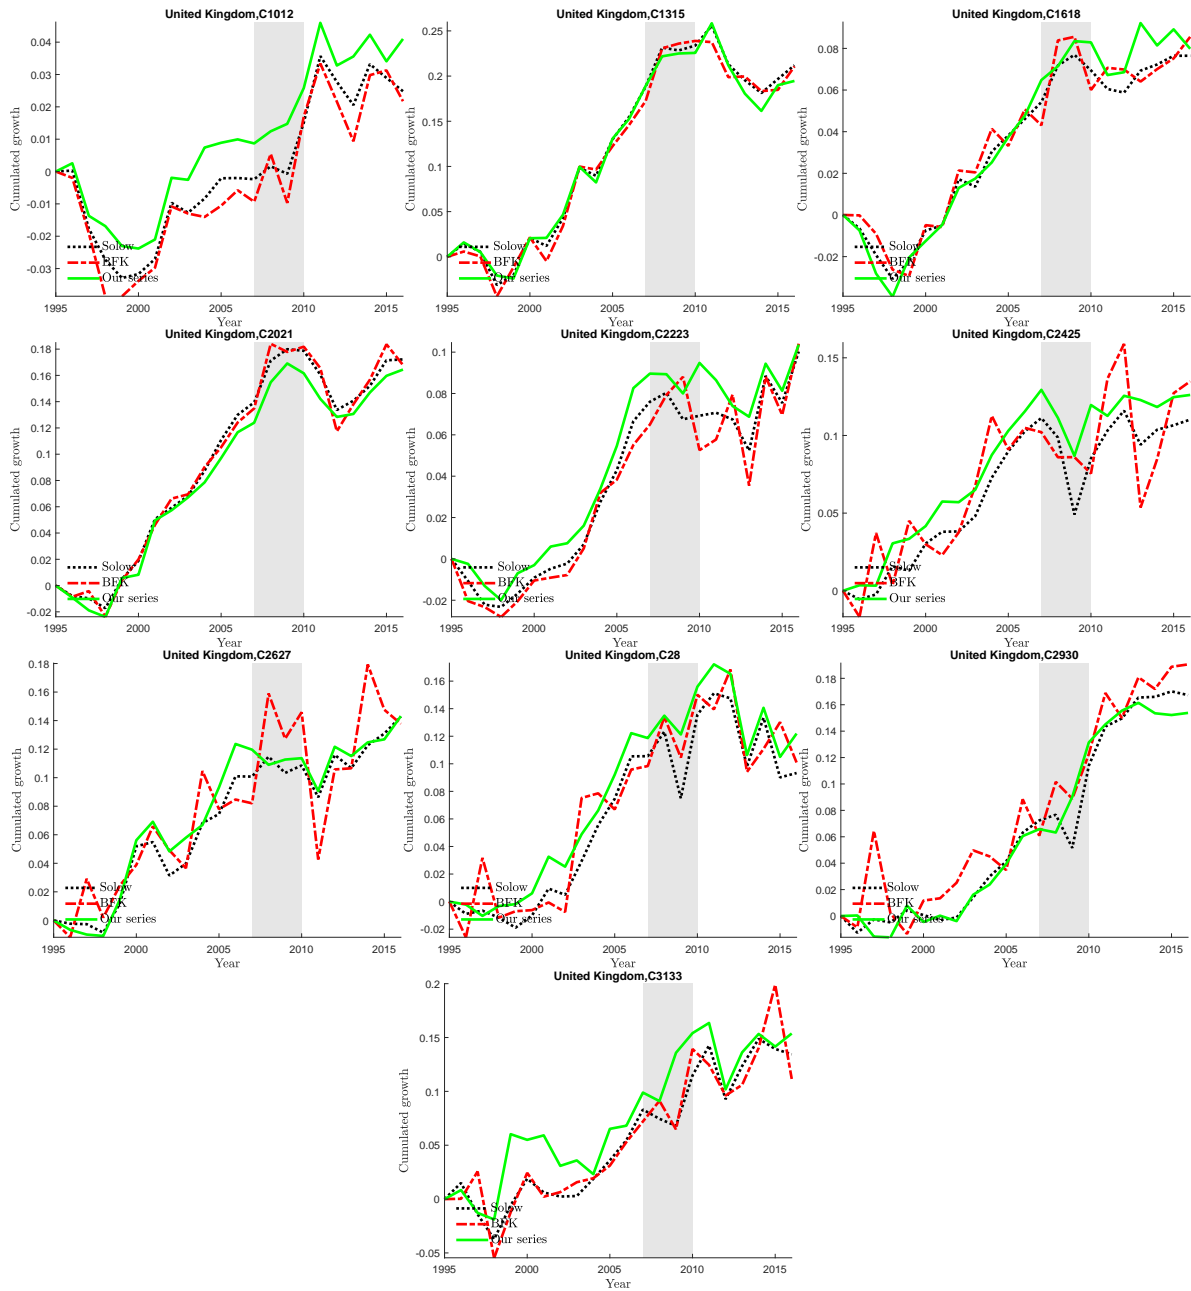 United Kingdom,C1012
Cumulated growth
0.04
0.03
0.02
0.01
0
-0.01
-0.02
-0.03
Solow
BFK
Our series
1995
2000
2005
2010
2015
Year
United Kingdom,C1315
Cumulated growth
0.25
0.2
0.15
0.1
0.05
0
Solow
BFK
Our series
1995
2000
2005
2010
2015
Year
United Kingdom,C1618
Cumulated growth
0.08
0.06
0.04
0.02
0
-0.02
Solow
BFK
Our series
1995
2000
2005
2010
2015
Year
United Kingdom,C2021
Cumulated growth
0.18
0.16
0.14
0.12
0.1
0.08
0.06
0.04
0.02
0
-0.02
Solow
BFK
Our series
1995
2000
2005
2010
2015
Year
United Kingdom,C2223
Cumulated growth
0.1
0.08
0.06
0.04
0.02
0
-0.02
Solow
BFK
Our series
1995
2000
2005
2010
2015
Year
United Kingdom,C2425
Cumulated growth
0.15
0.1
0.05
0
Solow
BFK
Our series
1995
2000
2005
2010
2015
Year
United Kingdom,C2627
Cumulated growth
0.18
0.16
0.14
0.12
0.1
0.08
0.06
0.04
0.02
0
Solow
BFK
Our series
1995
2000
2005
2010
2015
Year
United Kingdom,C28
Cumulated growth
0.16
0.14
0.12
0.1
0.08
0.06
0.04
0.02
0
-0.02
Solow
BFK
Our series
1995
2000
2005
2010
2015
Year
United Kingdom,C2930
Cumulated growth
0.18
0.16
0.14
0.12
0.1
0.08
0.06
0.04
0.02
0
Solow
BFK
Our series
1995
2000
2005
2010
2015
Year
United Kingdom,C3133
Cumulated growth
0.2
0.15
0.1
0.05
0
-0.05
Solow
BFK
Our series
1995
2000
2005
2010
2015
Year